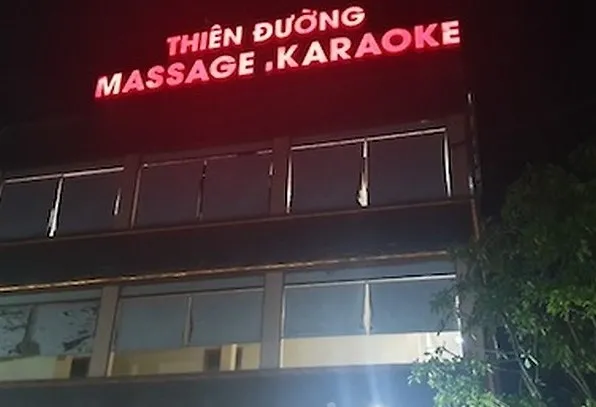 THIÊN ĐƯỜNG
MASSAGE .KARAOKE